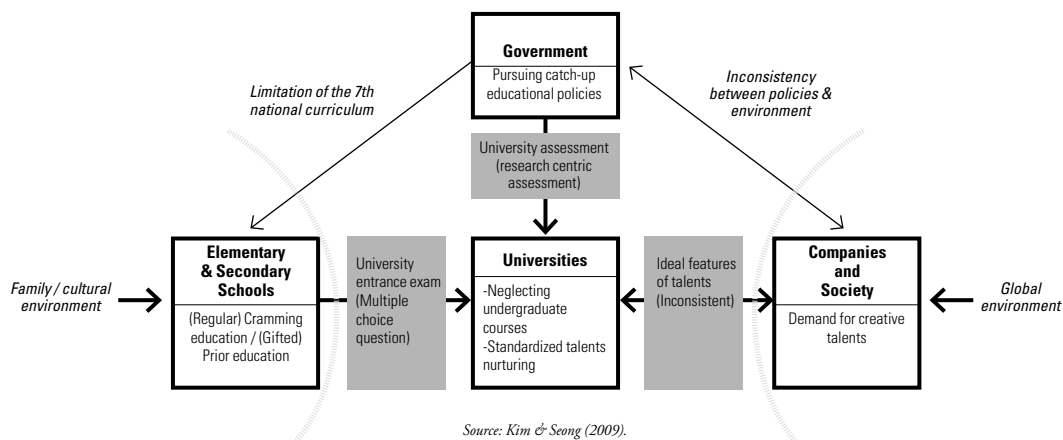 Government
Pursuing catch-up
educational policies
Limitation of the 7th
national curriculum
Inconsistency
between policies &
environment
University assessment
(research centric
assessment)
Family / cultural
environment
Elementary
& Secondary
Schools
(Regular) Cramming
education / (Gifted)
Prior education
University
entrance exam
(Multiple
choice
question)
Universities
-Neglecting
undergraduate
courses
-Standardized talents
nurturing
Ideal features
of talents
(Inconsistent)
Companies
and
Society
Demand for creative
talents
Global
environment
Source: Kim & Seong (2009).